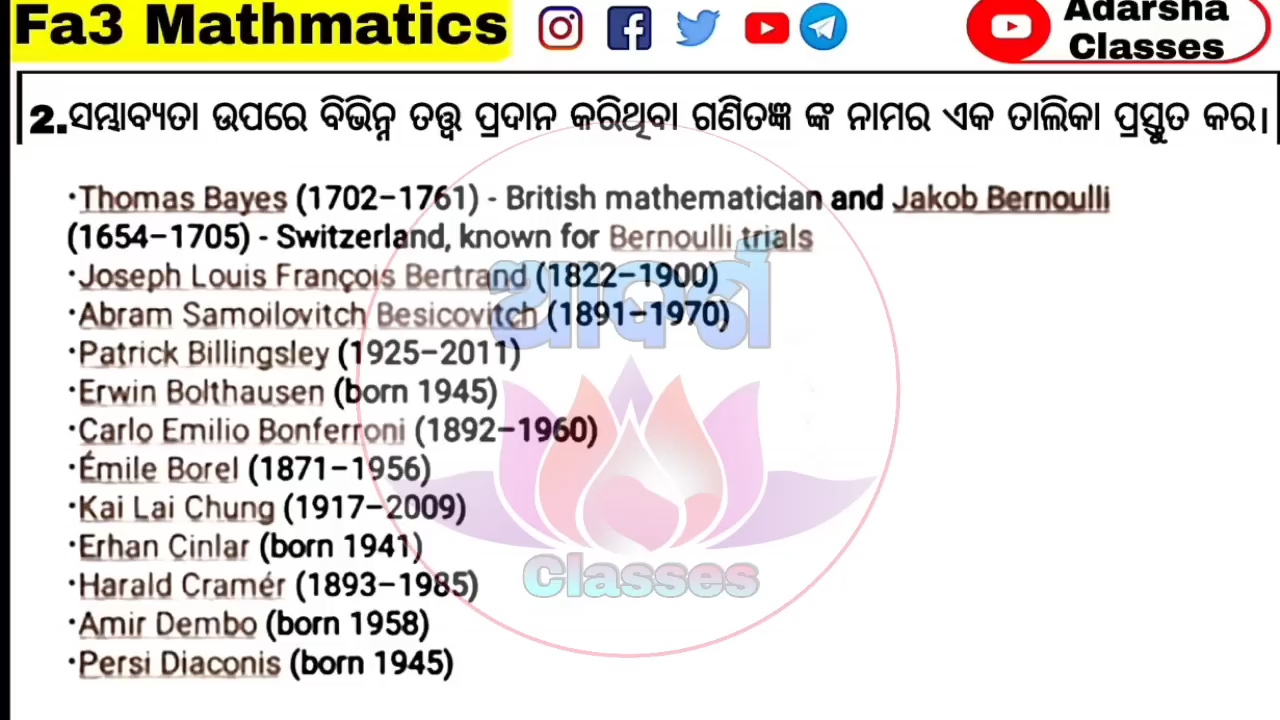 Fa3 Mathmatics
Adarsha
Classes
2.ସମ୍ଭାବ୍ୟତା ଉପରେ ବିଭିନ୍ନ ତତ୍ତ୍ୱ ପ୍ରଦାନ କରିଥିବା ଗଣିତଜ୍ଞ ଙ୍କ ନାମର ଏକ ତାଲିକା ପ୍ରସ୍ତୁତ କର।
•Thomas Bayes (1702–1761) - British mathematician and Jakob Bernoulli
(1654–1705) - Switzerland, known for Bernoulli trials
•Joseph Louis François Bertrand (1822–1900)
•Abram Samoilovitch Besicovitch (1891–1970)
•Patrick Billingsley (1925–2011)
•Erwin Bolthausen (born 1945)
•Carlo Emilio Bonferroni (1892–1960)
•Émile Borel (1871–1956)
•Kai Lai Chung (1917–2009)
•Erhan Cinlar (born 1941)
•Harald Cramér (1893–1985)
•Amir Dembo (born 1958)
•Persi Diaconis (born 1945)
ଆଦର୍ଶ
Classes